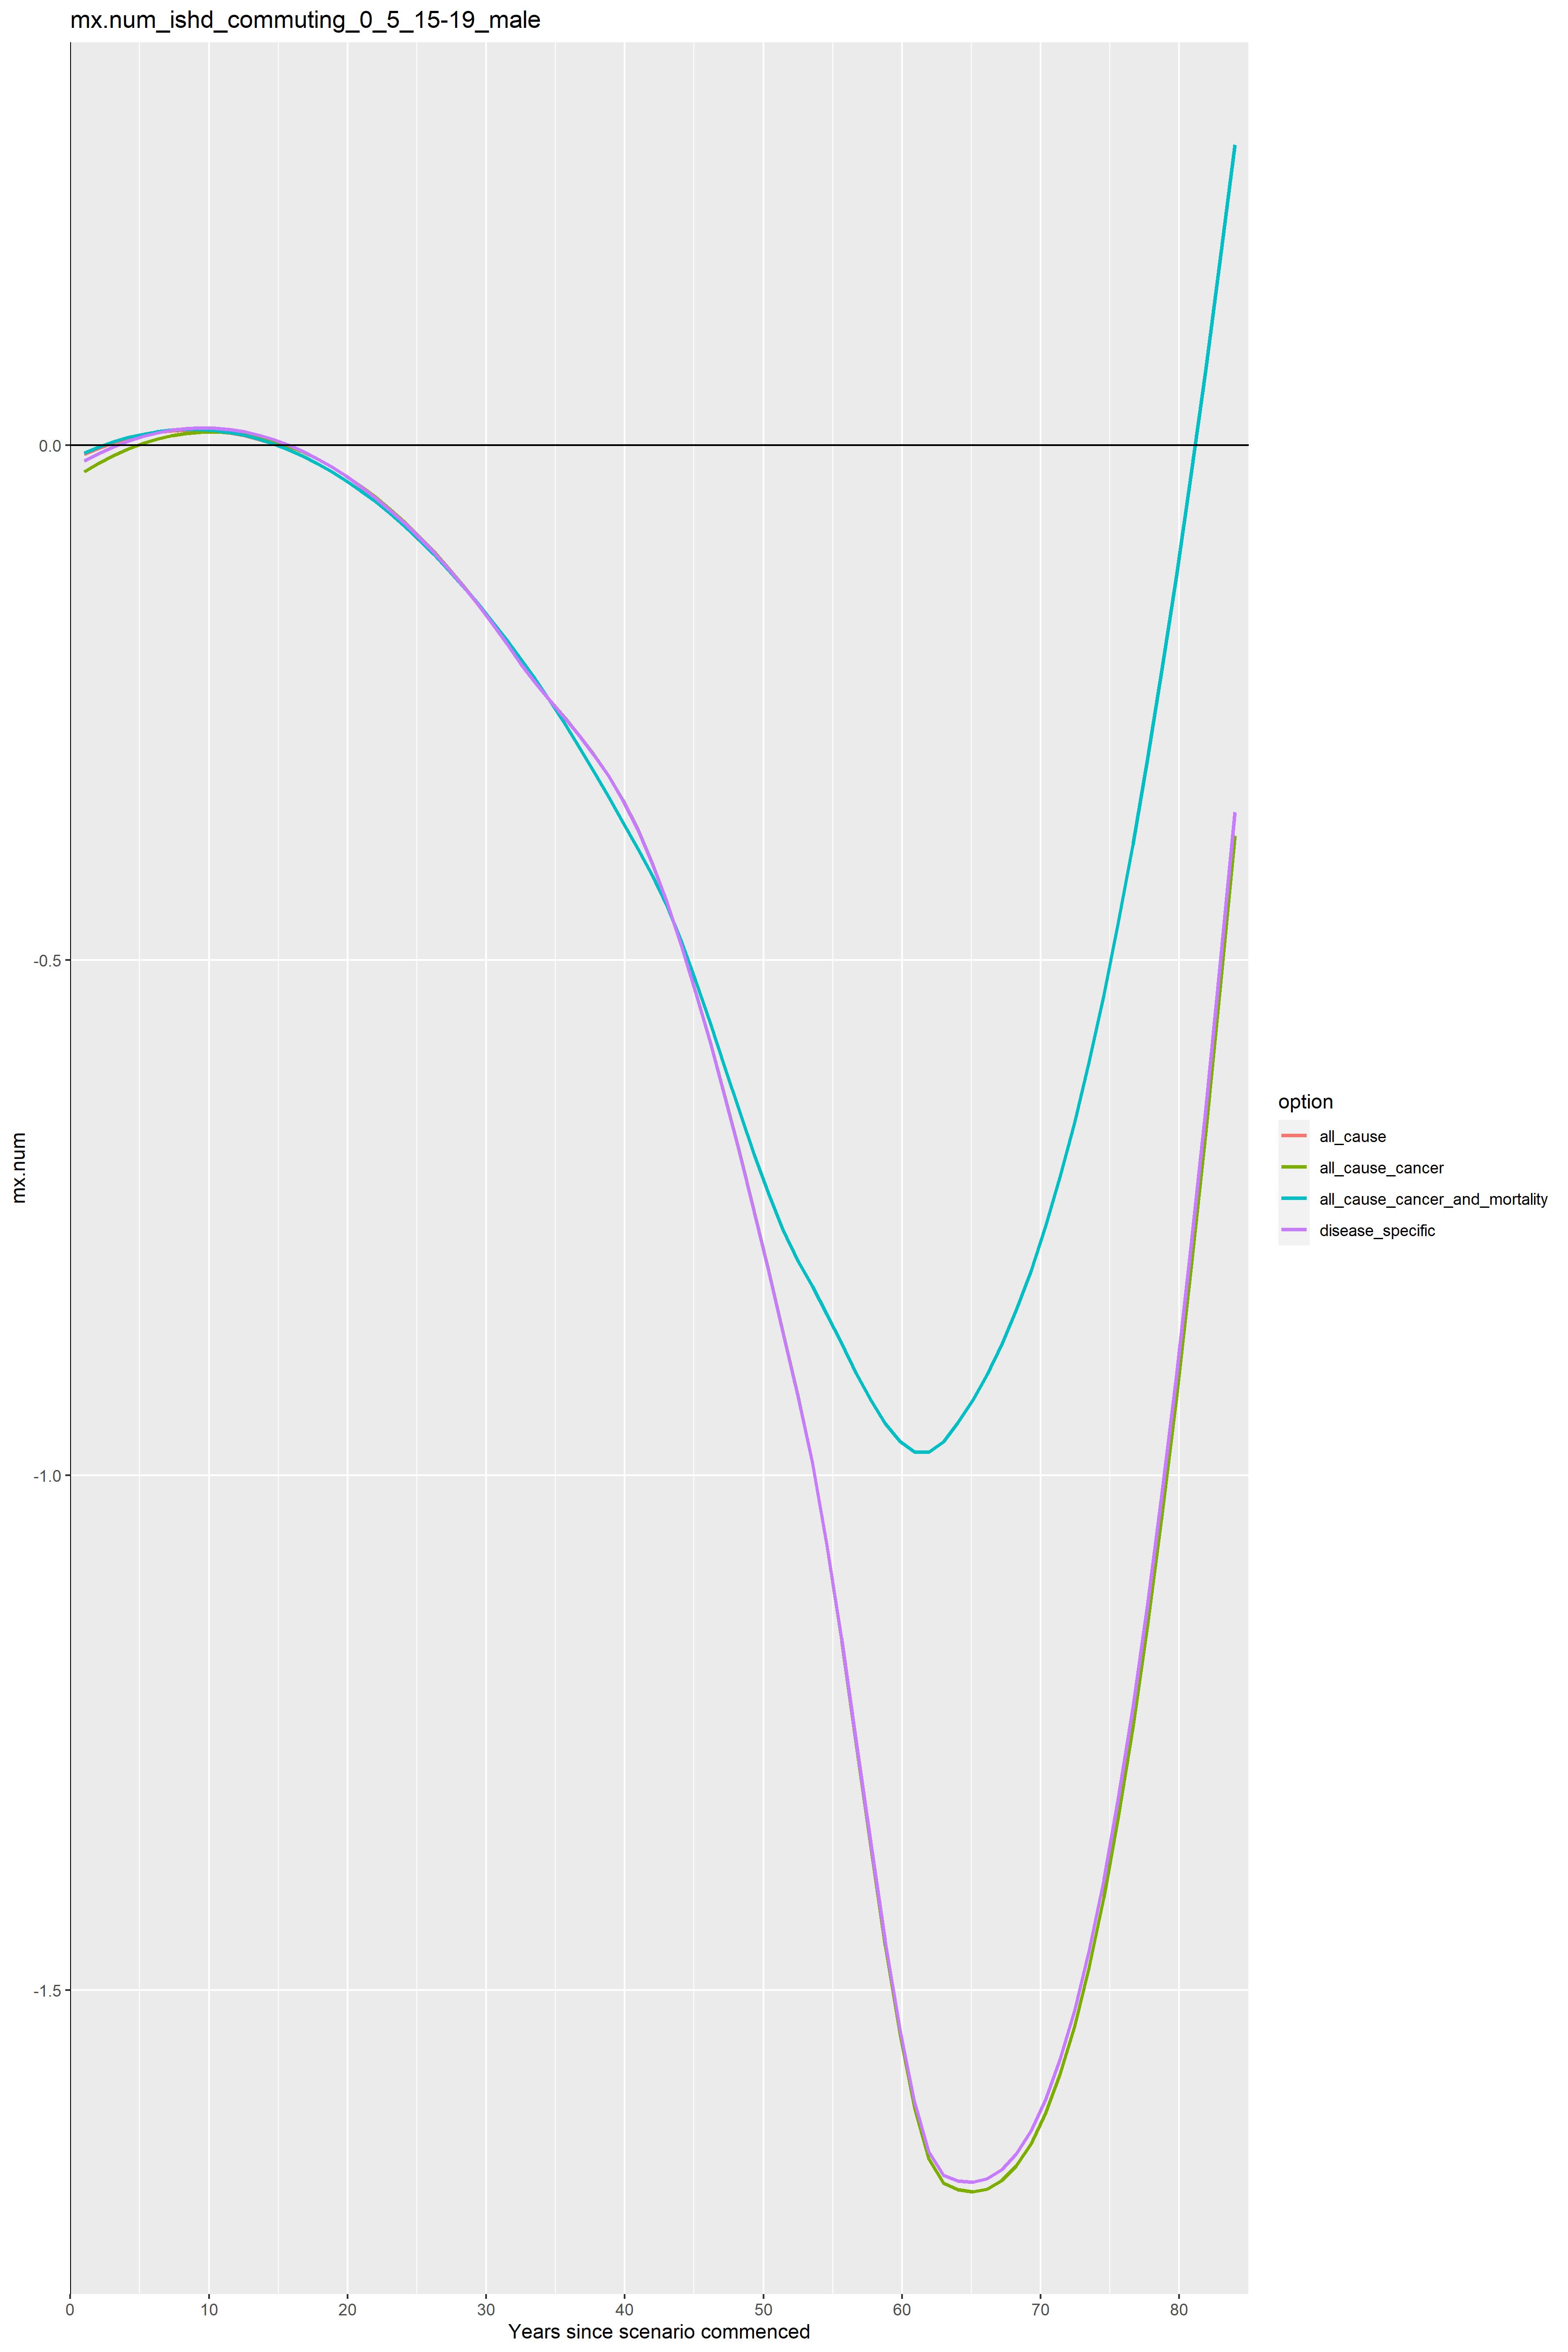 mx.num_ishd_commuting_0_5_15-19_male
0.0
-0.5
-1.0
-1.5
mx.num
0 10 20 30 40 50 60 70 80
Years since scenario commenced
option
all_cause
all_cause_cancer
all_cause_cancer_and_mortality
disease_specific